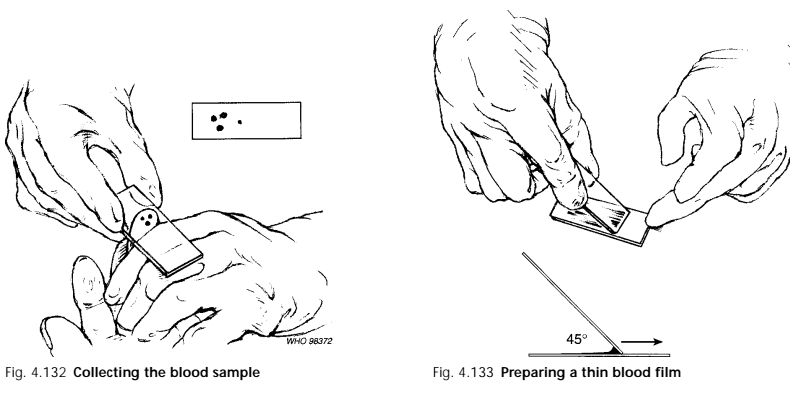 WHO 98372
Fig. 4.132 Collecting the blood sample
45°
Fig. 4.133 Preparing a thin blood film